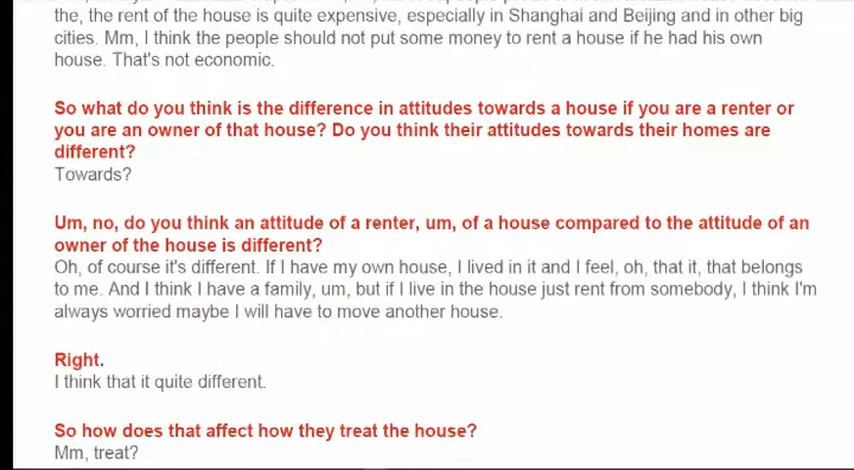 the, the rent of the house is quite expensive, especially in Shanghai and Beijing and in other big
cities. Mm, I think the people should not put some money to rent a house if he had his own
house. That's not economic.
So what do you think is the difference in attitudes towards a house if you are a renter or
you are an owner of that house? Do you think their attitudes towards their homes are
different?
Towards?
Um, no, do you think an attitude of a renter, um, of a house compared to the attitude of an
owner of the house is different?
Oh, of course it's different. If I have my own house, I lived in it and I feel, oh, that it, that belongs
to me. And I think I have a family, um, but if I live in the house just rent from somebody, I think I'm
always worried maybe I will have to move another house.
Right.
I think that it quite different.
So how does that affect how they treat the house?
Mm, treat?